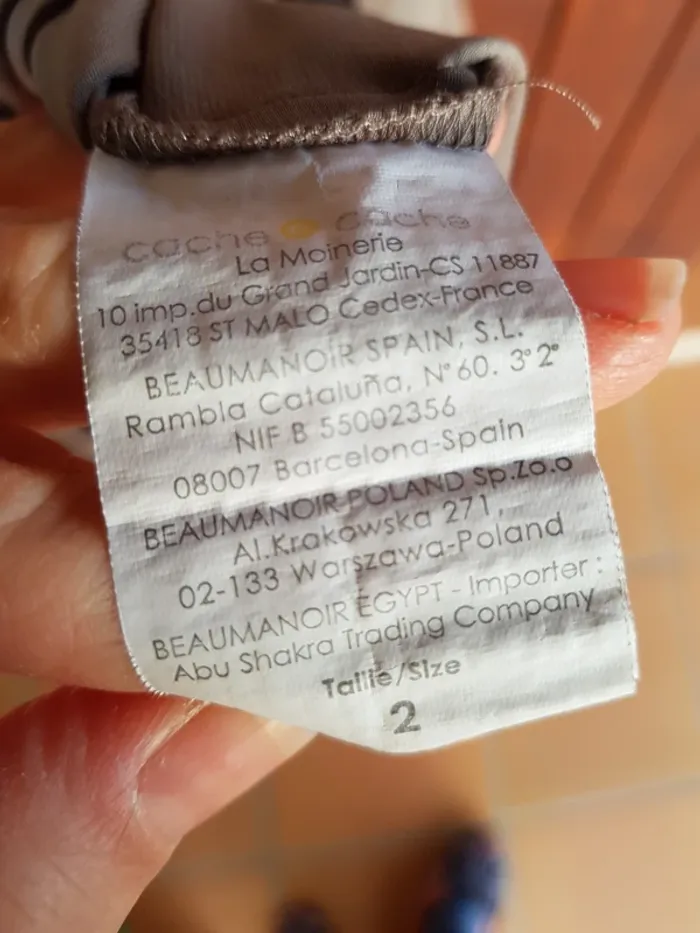 cache cache
La Moinerie
10 imp.du Grand Jardin-CS 11887
35418 ST MALO Cedex-France
BEAUMANOIR SPAIN, S.L.
Rambla Cataluña, N°60. 3°2°
NIF B 55002356
08007 Barcelona-Spain
BEAUMANOIR POLAND Sp.Zo.o
Al.Krakowska 271,
02-133 Warszawa-Poland
BEAUMANOIR EGYPT - Importer :
Abu Shakra Trading Company
Taille/Size
2